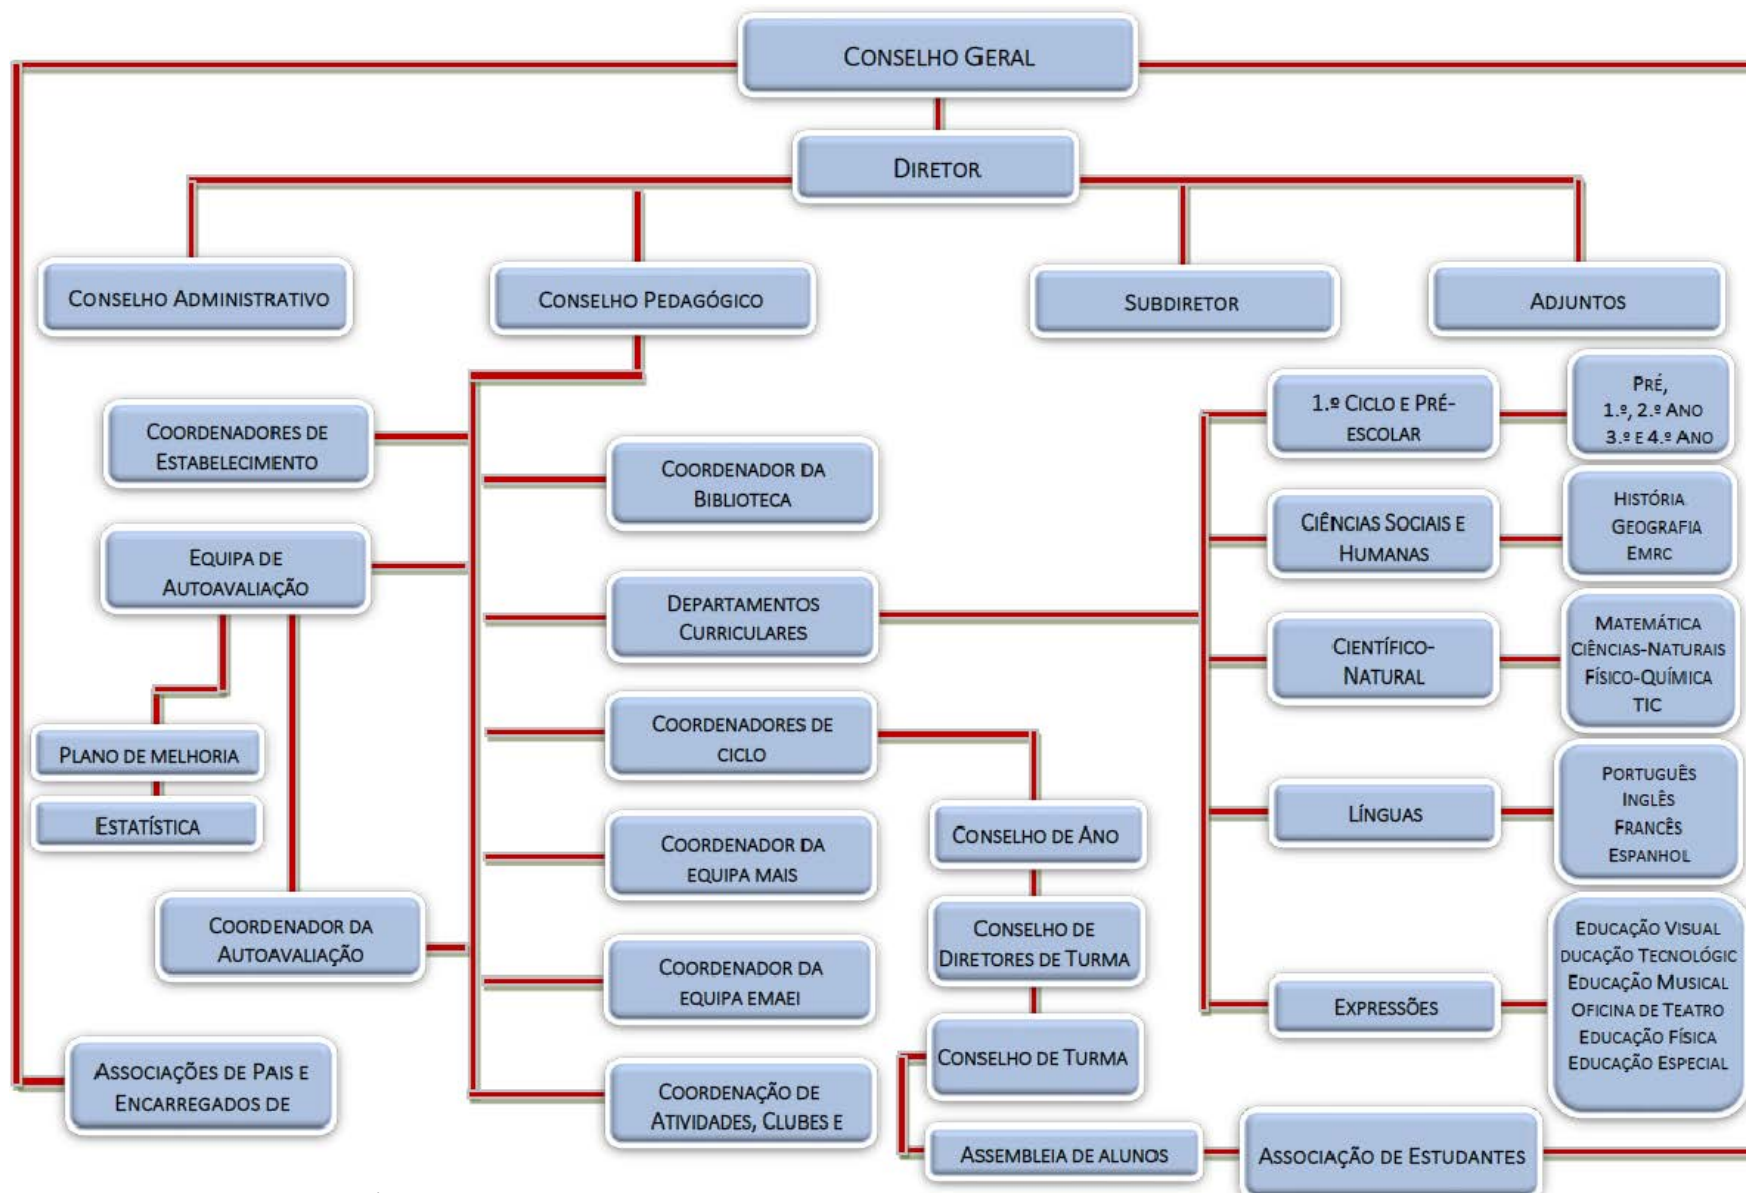 CONSELHO GERAL
DIRETOR
CONSELHO ADMINISTRATIVO
CONSELHO PEDAGÓGICO
SUBDIRETOR
ADJUNTOS
COORDENADORES DE
ESTABELECIMENTO
EQUIPA DE
AUTOAVALIAÇÃO
PLANO DE MELHORIA
ESTATÍSTICA
COORDENADOR DA
AUTOAVALIAÇÃO
ASSOCIAÇÕES DE PAIS E
ENCARREGADOS DE
COORDENADOR DA
BIBLIOTECA
DEPARTAMENTOS
CURRICULARES
COORDENADORES DE
CICLO
COORDENADOR DA
EQUIPA MAIS
COORDENADOR DA
EQUIPA EMAEI
COORDENAÇÃO DE
ATIVIDADES, CLUBES E
CONSELHO DE ANO
CONSELHO DE
DIRETORES DE TURMA
CONSELHO DE TURMA
ASSEMBLEIA DE ALUNOS
ASSOCIAÇÃO DE ESTUDANTES
1.º CICLO E PRÉ-
ESCOLAR
PRÉ,
1.º, 2.º ANO
3.º E 4.º ANO
CIÊNCIAS SOCIAIS E
HUMANAS
HISTÓRIA
GEOGRAFIA
EMRC
CIENTÍFICO-
NATURAL
MATEMÁTICA
CIÊNCIAS-NATURAIS
FÍSICO-QUÍMICA
TIC
LÍNGUAS
PORTUGUÊS
INGLÊS
FRANCÊS
ESPANHOL
EXPRESSÕES
EDUCAÇÃO VISUAL
DUCAÇÃO TECNOLÓGIC
EDUCAÇÃO MUSICAL
OFICINA DE TEATRO
EDUCAÇÃO FÍSICA
EDUCAÇÃO ESPECIAL